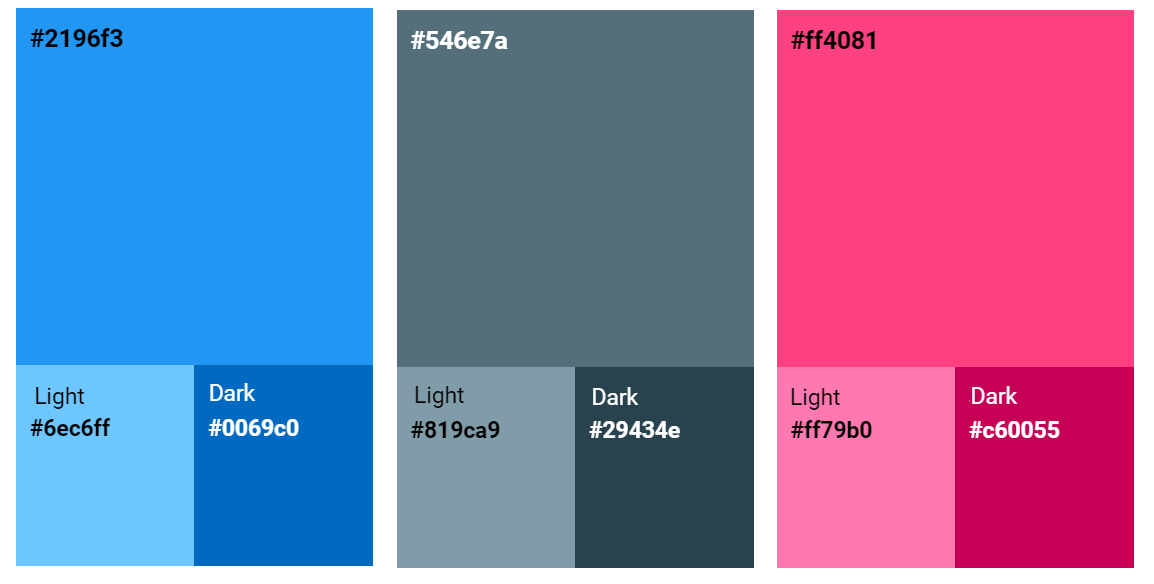 #2196f3
Light
#6ec6ff
Dark
#0069c0
#546e7a
Light
#819ca9
Dark
#29434e
#ff4081
Light
#ff79b0
Dark
#c60055